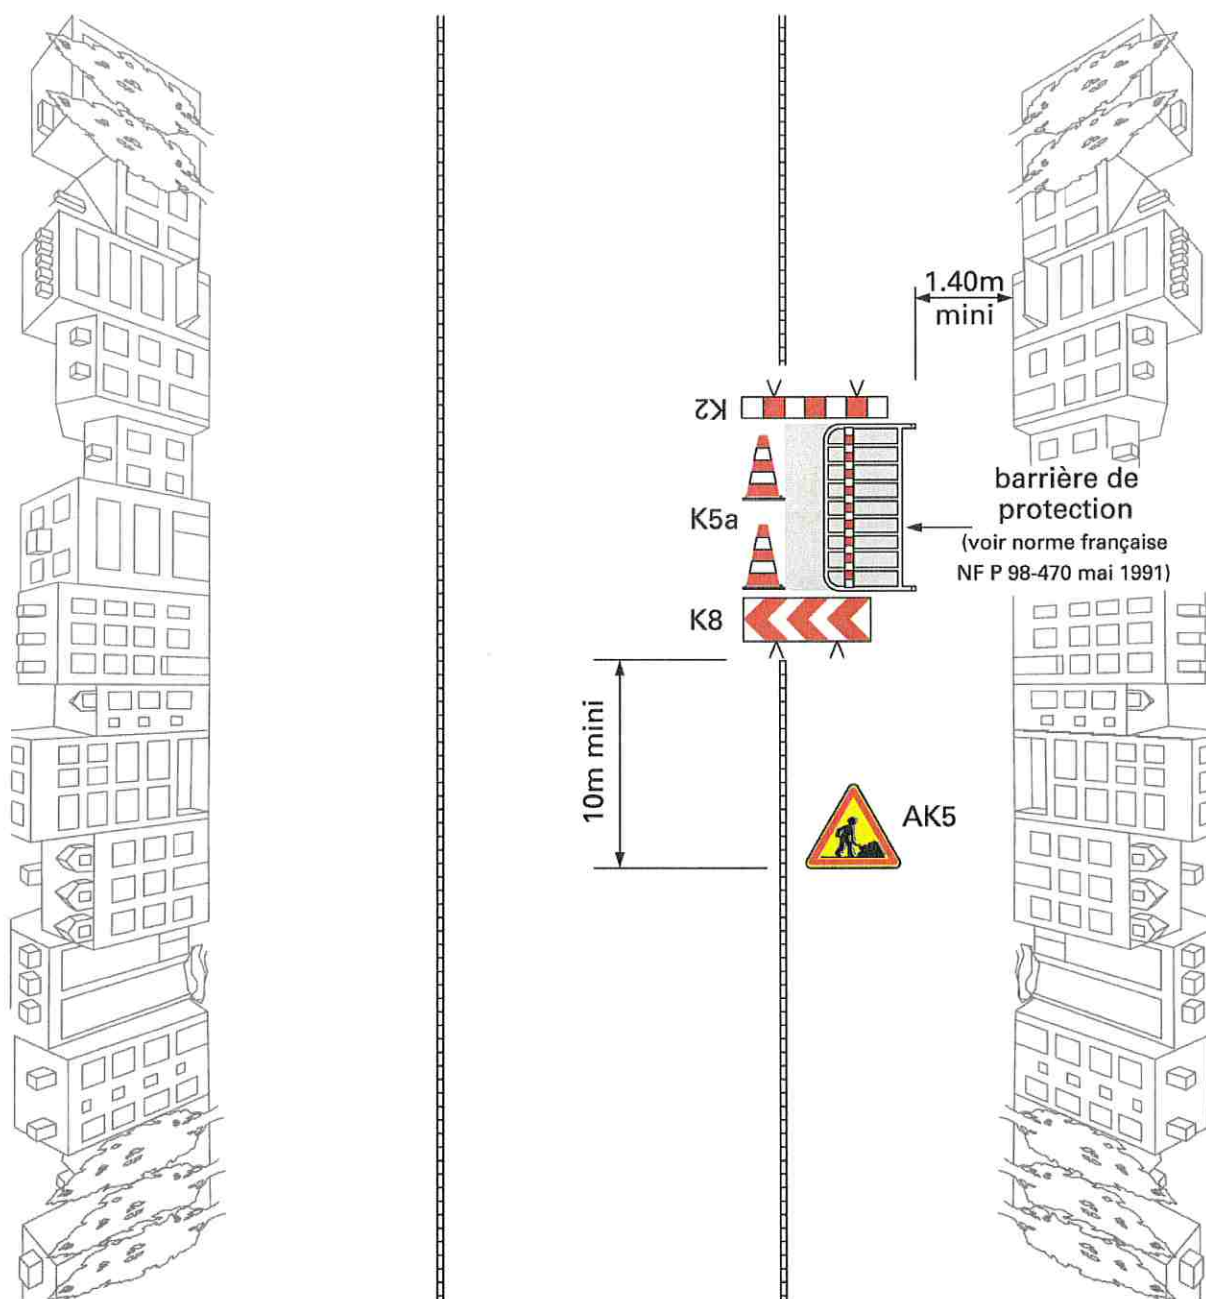 1.40m
mini
K2
K5a
barrière de
protection
(voir norme française
NF P 98-470 mai 1991)
K8
10m mini
AK5